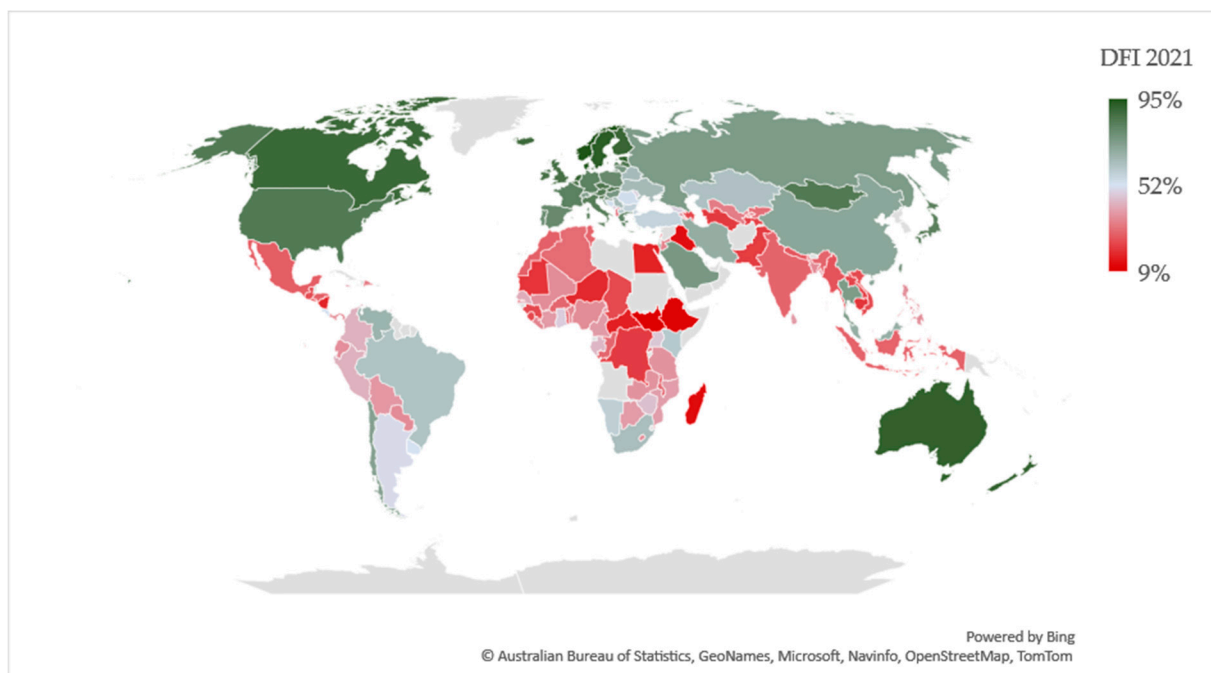 DFI 2021
95%
52%
9%
Powered by Bing
© Australian Bureau of Statistics, GeoNames, Microsoft, Navinfo, OpenStreetMap, TomTom